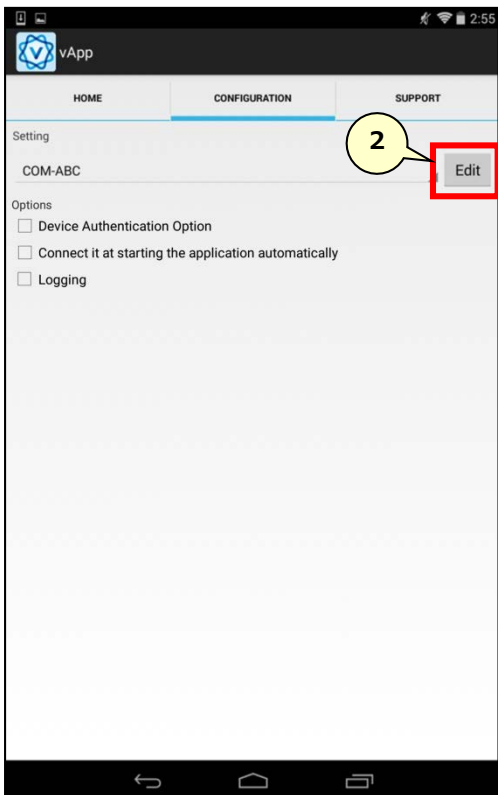 2:55
vApp
HOME CONFIGURATION SUPPORT
Setting
2
COM-ABC Edit
Options
Device Authentication Option
Connect it at starting the application automatically
Logging